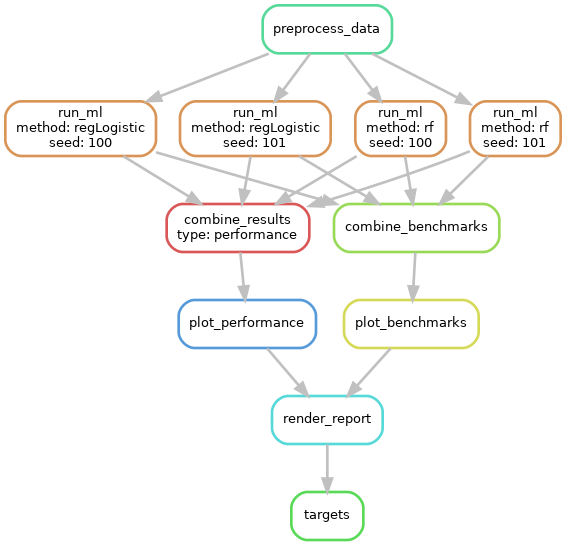 preprocess_data
run_ml
method: regLogistic
seed: 100
run_ml
method: regLogistic
seed: 101
run_ml
method: rf
seed: 100
run_ml
method: rf
seed: 101
combine_results
type: performance
combine_benchmarks
plot_performance
plot_benchmarks
render_report
targets